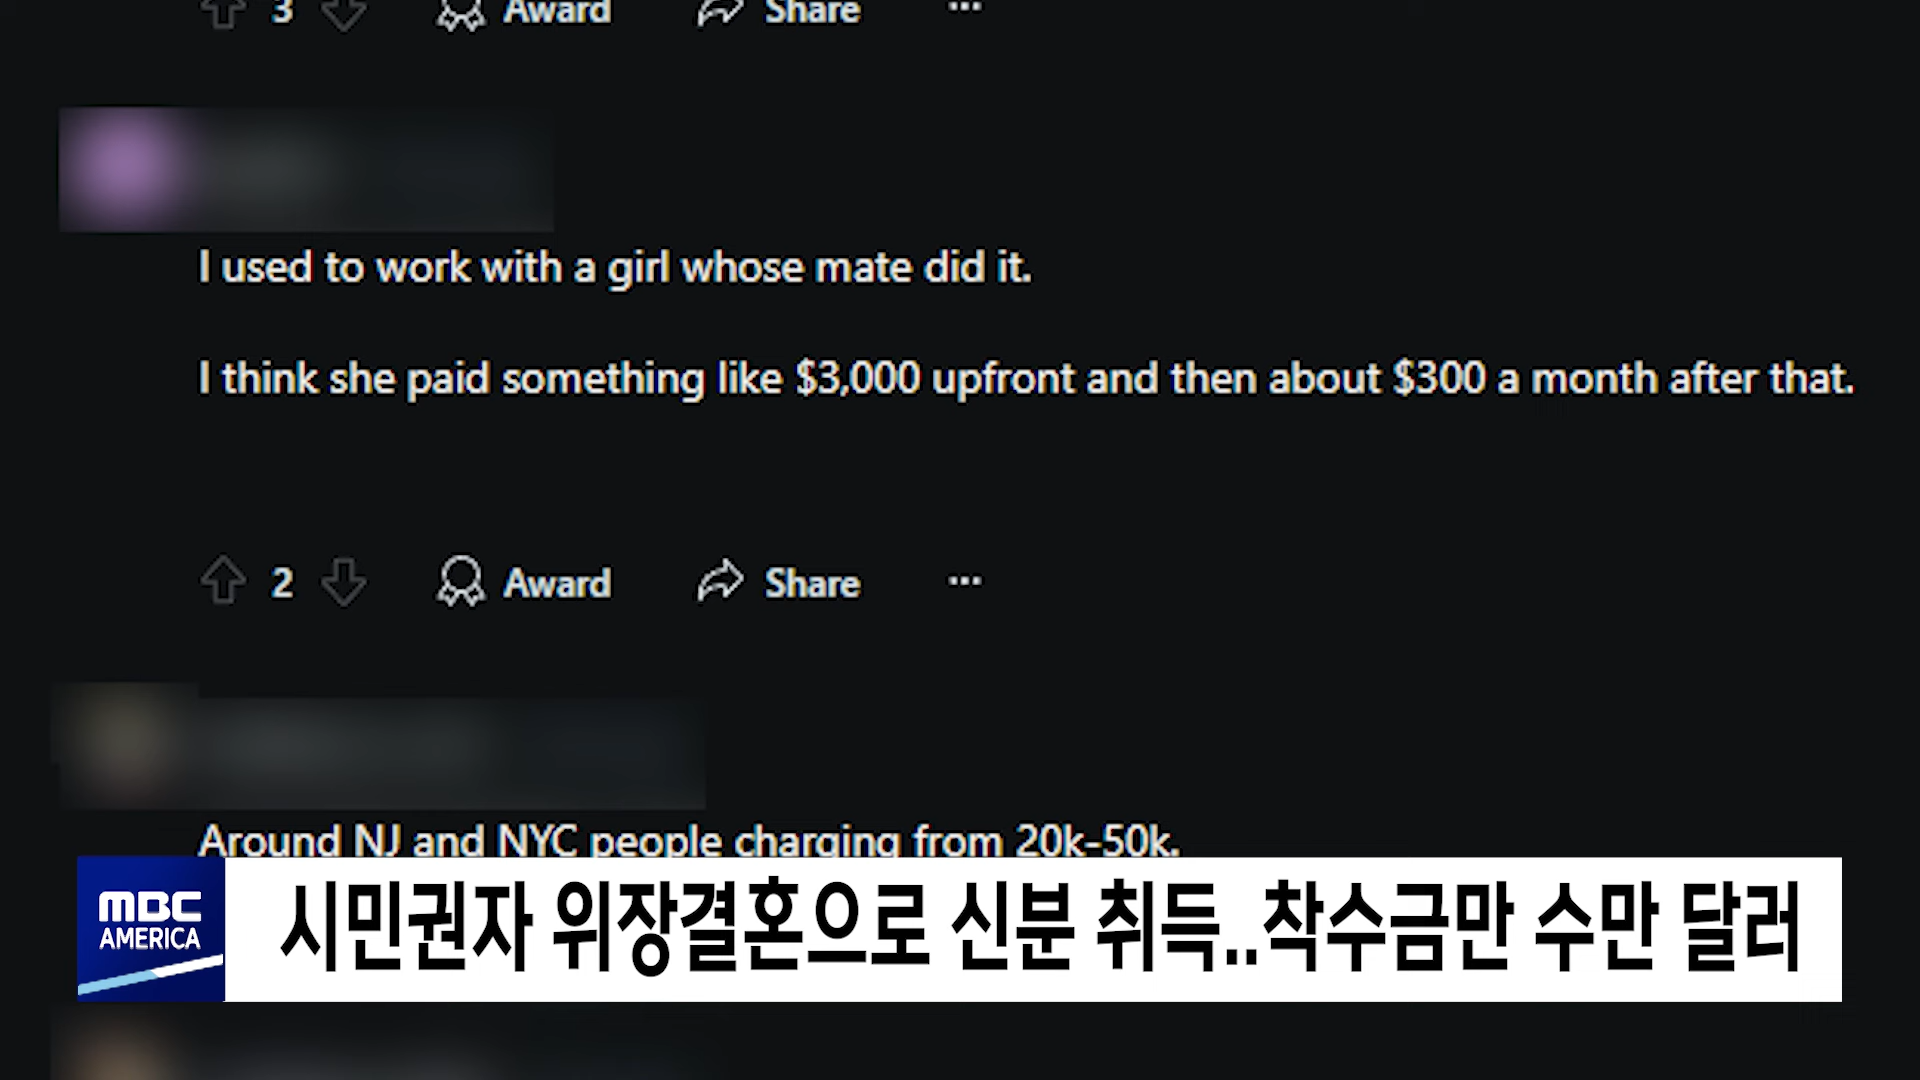 3 Award Share ...
I used to work with a girl whose mate did it.
I think she paid something like $3,000 upfront and then about $300 a month after that.
2 Award Share ...
Around NJ and NYC people charging from 20k-50k.
MBC
AMERICA
시민권자 위장결혼으로 신분 취득..착수금만 수만 달러